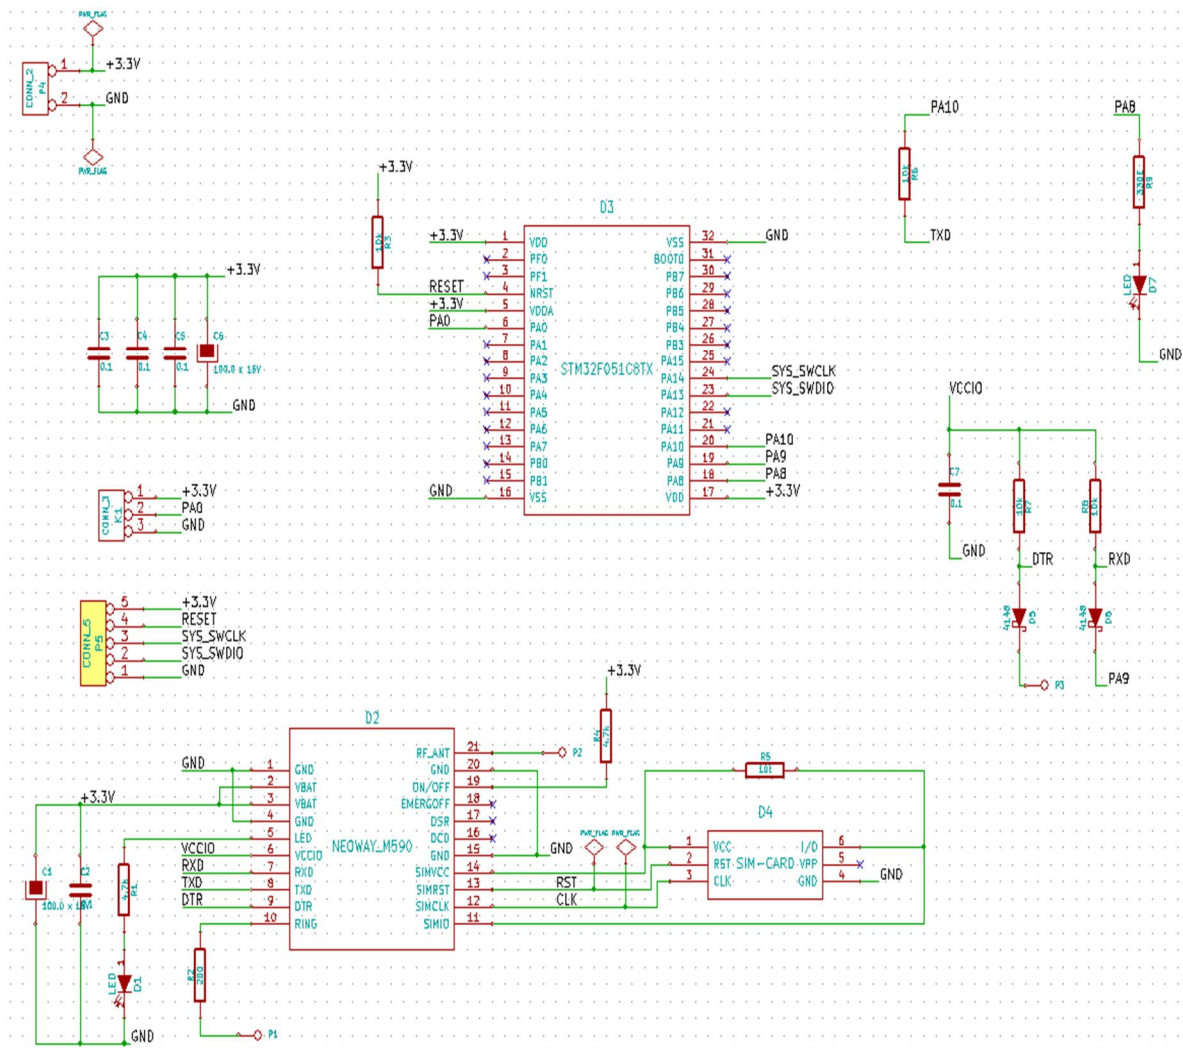 PWR_FLAG
CONN_2
P4
1
+3.3V
2
GND
PWR_FLAG
+3.3V
10k
R3
PA10
10k
R6
TXD
PA8
330E
R9
1
LED
D7
2
GND
D3
STM32F051C8TX
+3.3V 1 VDD
2 PF0
3 PF1
RESET 4 NRST
+3.3V 5 VDDA
PA0 6 PA0
7 PA1
8 PA2
9 PA3
10 PA4
11 PA5
12 PA6
13 PA7
14 PB0
15 PB1
GND 16 VSS
VSS 32 GND
BOOT0 31
PB7 30
PB6 29
PB5 28
PB4 27
PB3 26
PA15 25
PA14 24 SYS_SWCLK
PA13 23 SYS_SWDIO
PA12 22
PA11 21
PA10 20 PA10
PA9 19 PA9
PA8 18 PA8
VDD 17 +3.3V
+3.3V
C3
0.1
C4
0.1
C5
0.1
C6
100.0 x 16V
GND
VCCIO
C7
0.1
GND
10k
R7
DTR
4148
D5
P3
R8
10k
RXD
4148
D6
PA9
CONN_3
K1
1 +3.3V
2 PA0
3 GND
CONN_5
P5
5 +3.3V
4 RESET
3 SYS_SWCLK
2 SYS_SWDIO
1 GND
D2
NEOWAY_M590
GND 1 GND
2 VBAT
+3.3V 3 VBAT
4 GND
5 LED
VCCIO 6 VCCIO
RXD 7 RXD
TXD 8 TXD
DTR 9 DTR
10 RING
RF_ANT 21 P2
GND 20
ON/OFF 19
EMERGOFF 18
DSR 17
DCD 16
GND 15 GND
SIMVCC 14
SIMRST 13 RST
SIMCLK 12 CLK
SIMIO 11
+3.3V
R4
4.7k
PWR_FLAG
PWR_FLAG
R5
10k
D4
SIM-CARD
1 VCC
2 RST
3 CLK
I/O 6
VPP 5
GND 4 GND
C1
100.0 x 16V
C2
4.7k
R1
1
LED
D1
2
GND
R2
200
P1